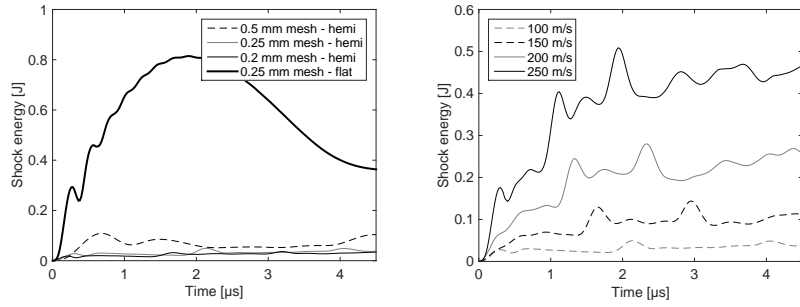 1
0.8
0.6
0.4
0.2
0
Shock energy [J]
0.5 mm mesh - hemi
0.25 mm mesh - hemi
0.2 mm mesh - hemi
0.25 mm mesh - flat
0 1 2 3 4
Time [μs]
0.6
0.5
0.4
0.3
0.2
0.1
0
Shock energy [J]
100 m/s
150 m/s
200 m/s
250 m/s
0 1 2 3 4
Time [μs]